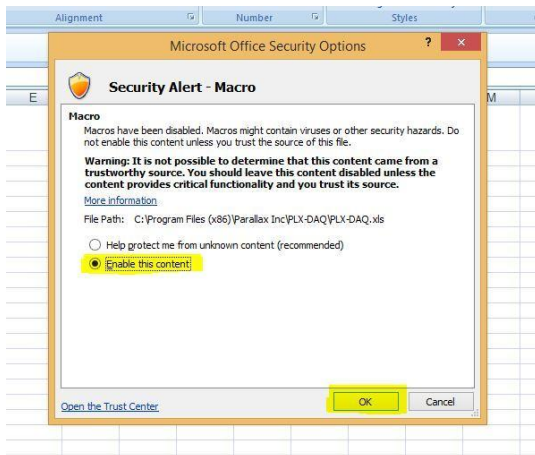 Alignment Number Styles
Microsoft Office Security Options ?
E M
Security Alert - Macro
Macro
Macros have been disabled. Macros might contain viruses or other security hazards. Do
not enable this content unless you trust the source of this file.
Warning: It is not possible to determine that this content came from a
trustworthy source. You should leave this content disabled unless the
content provides critical functionality and you trust its source.
More information
File Path: C:\Program Files (x86)\Parallax Inc\PLX-DAQ\PLX-DAQ.xls
Help protect me from unknown content (recommended)
Enable this content
Open the Trust Center OK Cancel